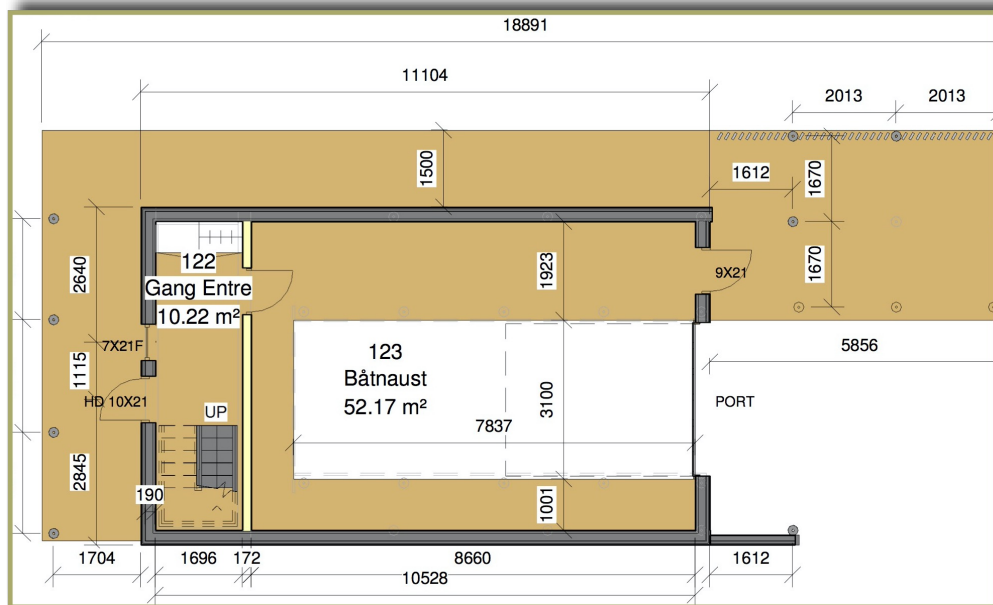 18891
11104
2013
2013
1500
1612
1670
122
Gang Entre
10.22 m²
2640
1923
9X21
1670
7X21F
123
Båtnaust
52.17 m²
5856
1115
HD 10X21
UP
3100
PORT
7837
2845
190
1001
1704
1696
172
8660
1612
10528